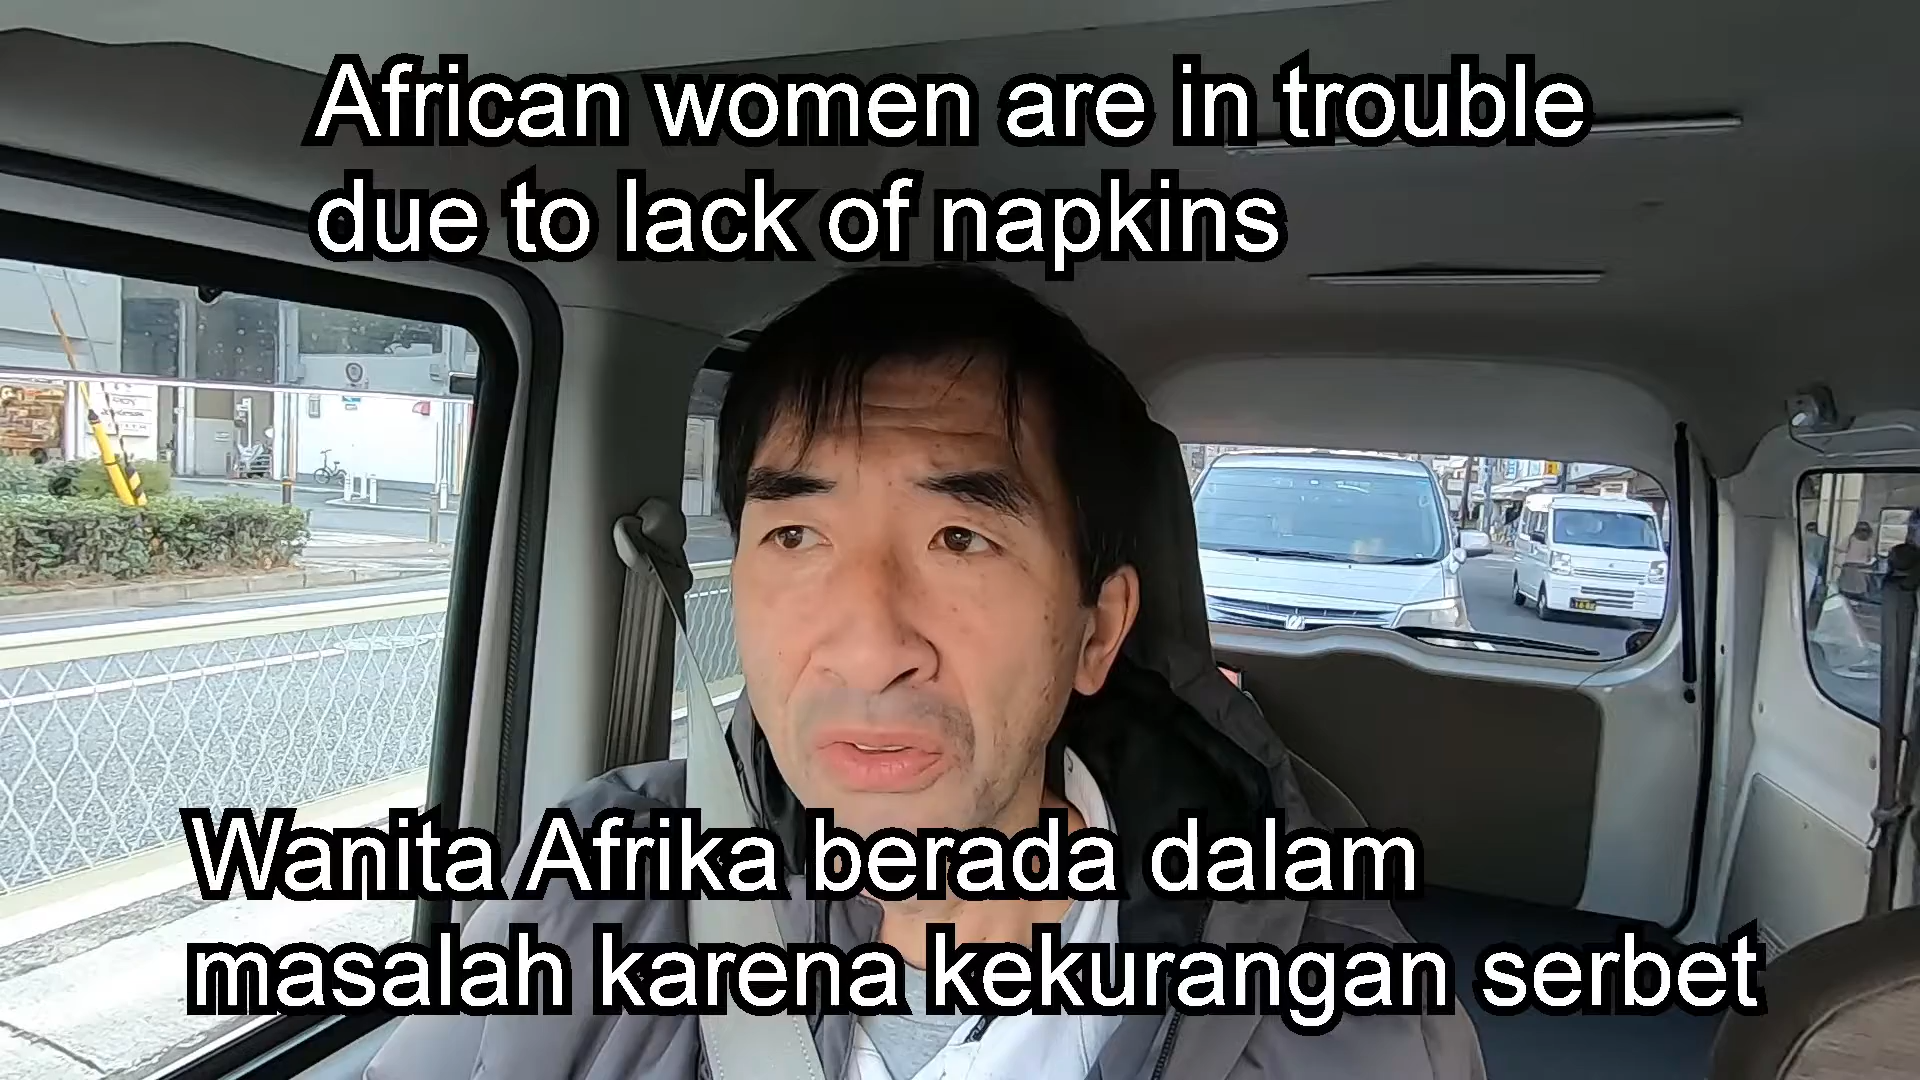 African women are in trouble
due to lack of napkins
Wanita Afrika berada dalam
masalah karena kekurangan serbet